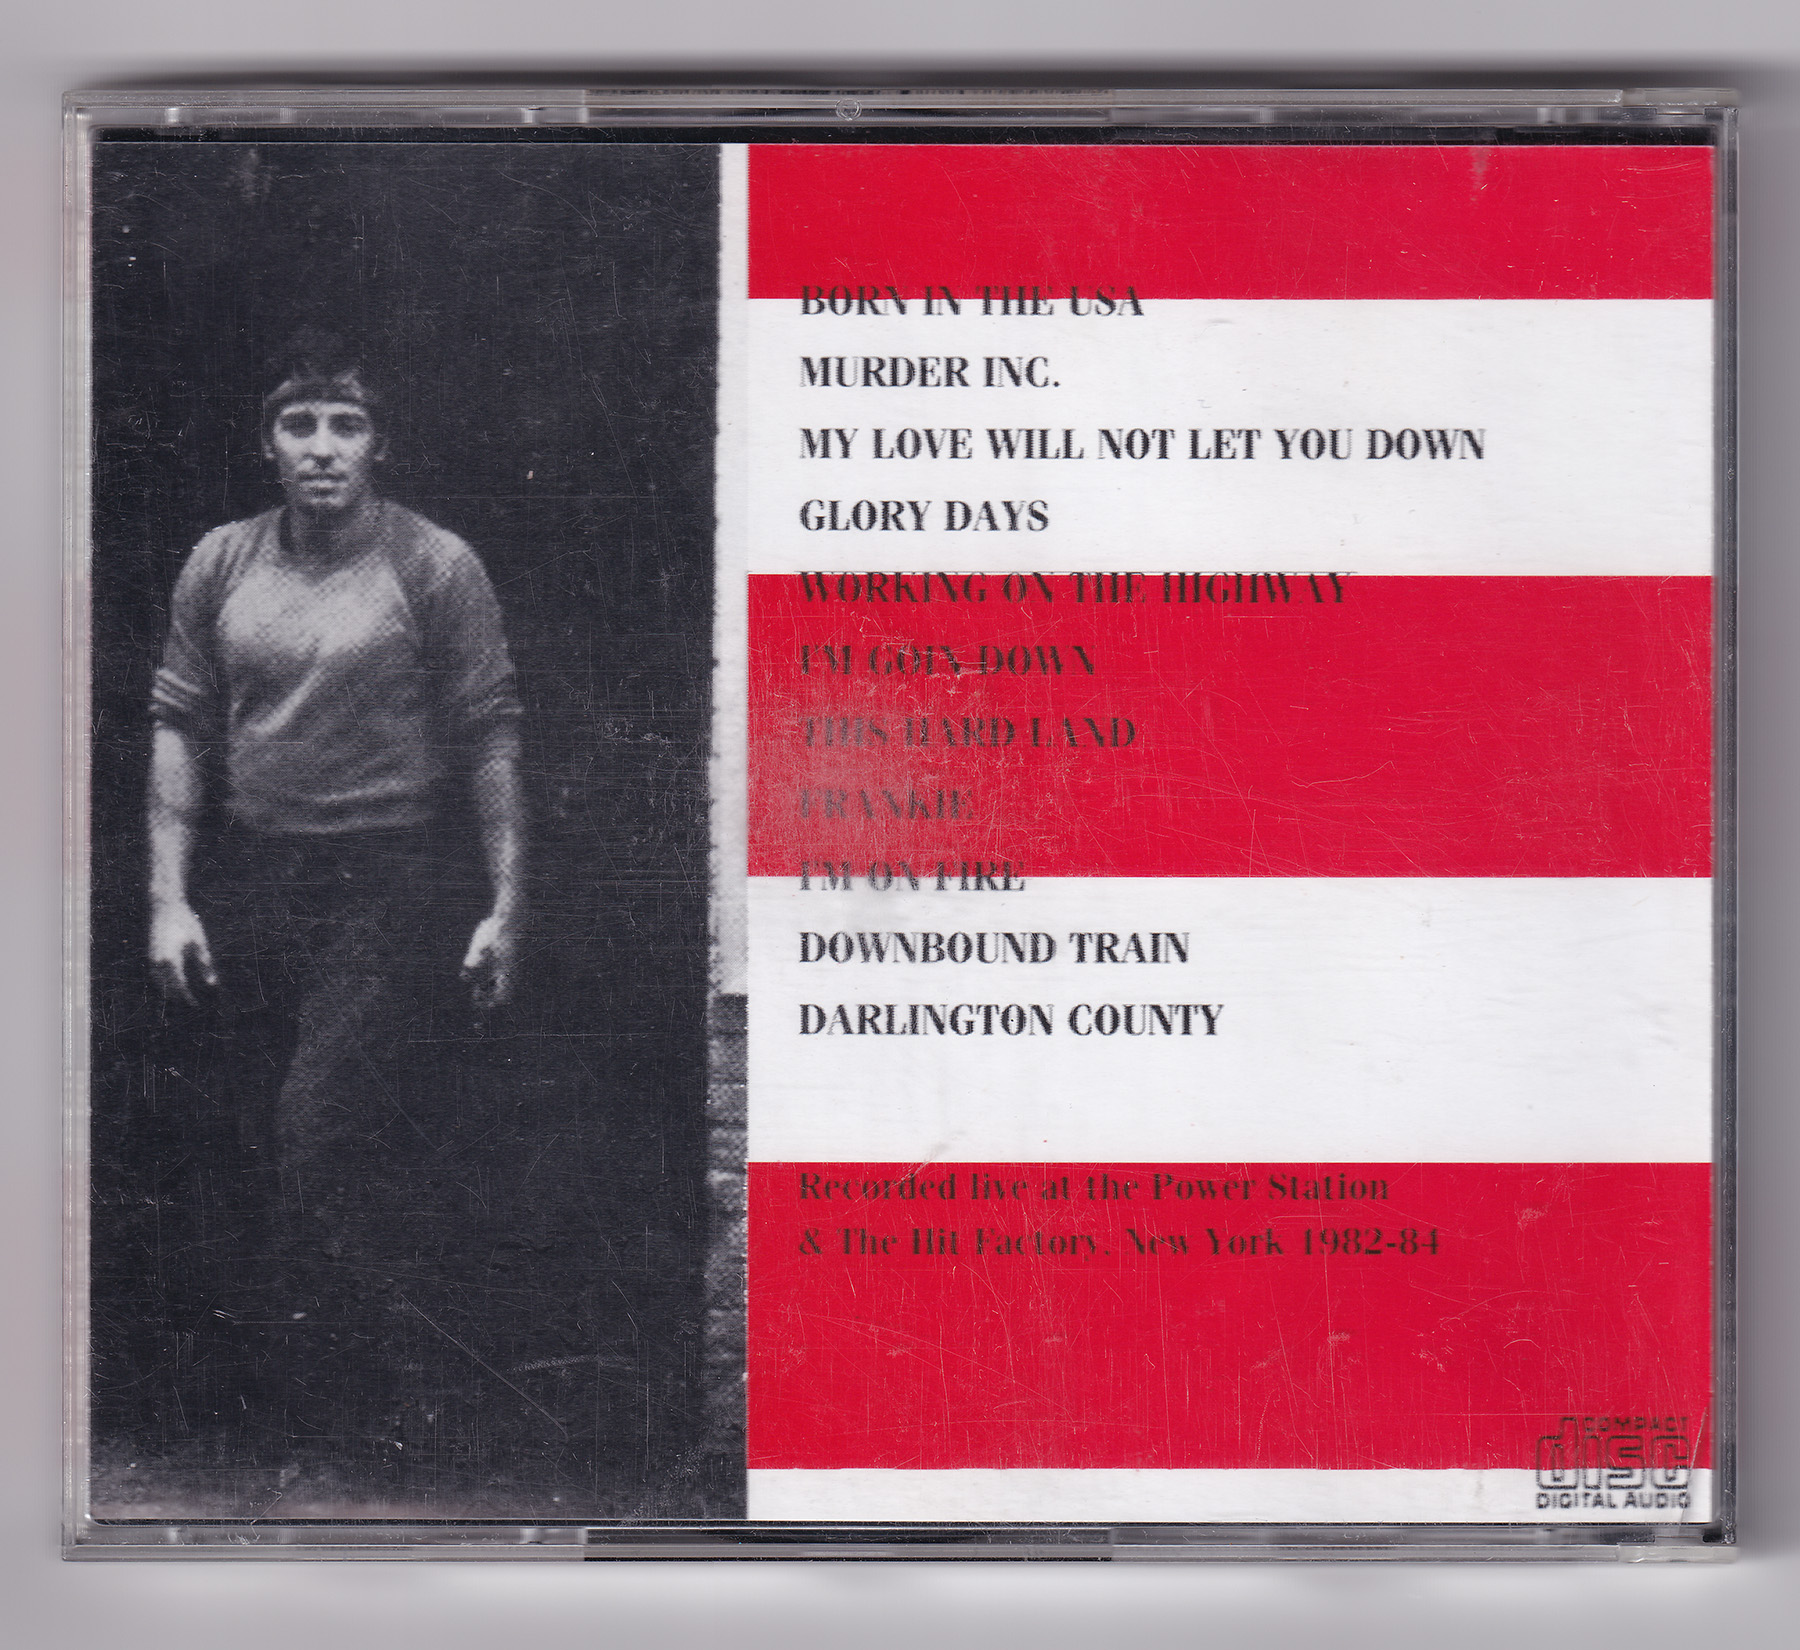 BORN IN THE USA
MURDER INC.
MY LOVE WILL NOT LET YOU DOWN
GLORY DAYS
WORKING ON THE HIGHWAY
I'M GOIN DOWN
THIS HARD LAND
FRANKIE
I'M ON FIRE
DOWNBOUND TRAIN
DARLINGTON COUNTY
Recorded live at the Power Station
& The Hit Factory, New York 1982-84
COMPACT
disc
DIGITAL AUDIO